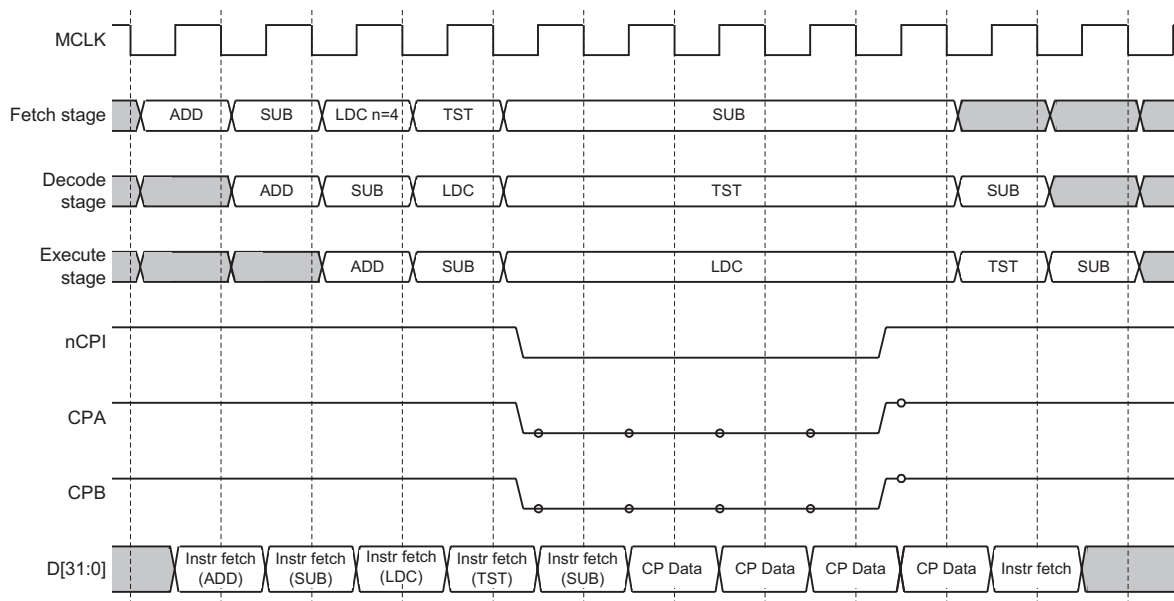 MCLK
Fetch stage
ADD
SUB
LDC n=4
TST
SUB
Decode
stage
ADD
SUB
LDC
TST
SUB
Execute
stage
ADD
SUB
LDC
TST
SUB
nCPI
CPA
CPB
D[31:0]
Instr fetch
(ADD)
Instr fetch
(SUB)
Instr fetch
(LDC)
Instr fetch
(TST)
Instr fetch
(SUB)
CP Data
CP Data
CP Data
CP Data
Instr fetch